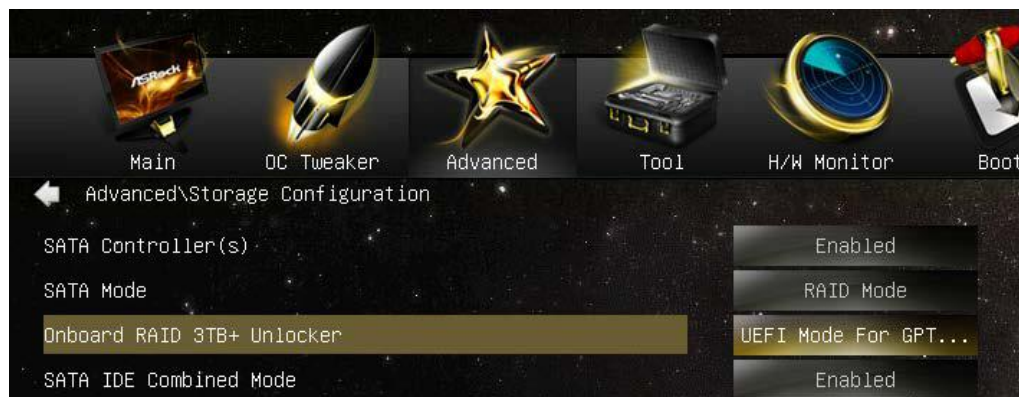 ASRock
Main OC Tweaker Advanced Tool H/W Monitor Boot
Advanced\Storage Configuration
SATA Controller(s) Enabled
SATA Mode RAID Mode
Onboard RAID 3TB+ Unlocker UEFI Mode For GPT...
SATA IDE Combined Mode Enabled